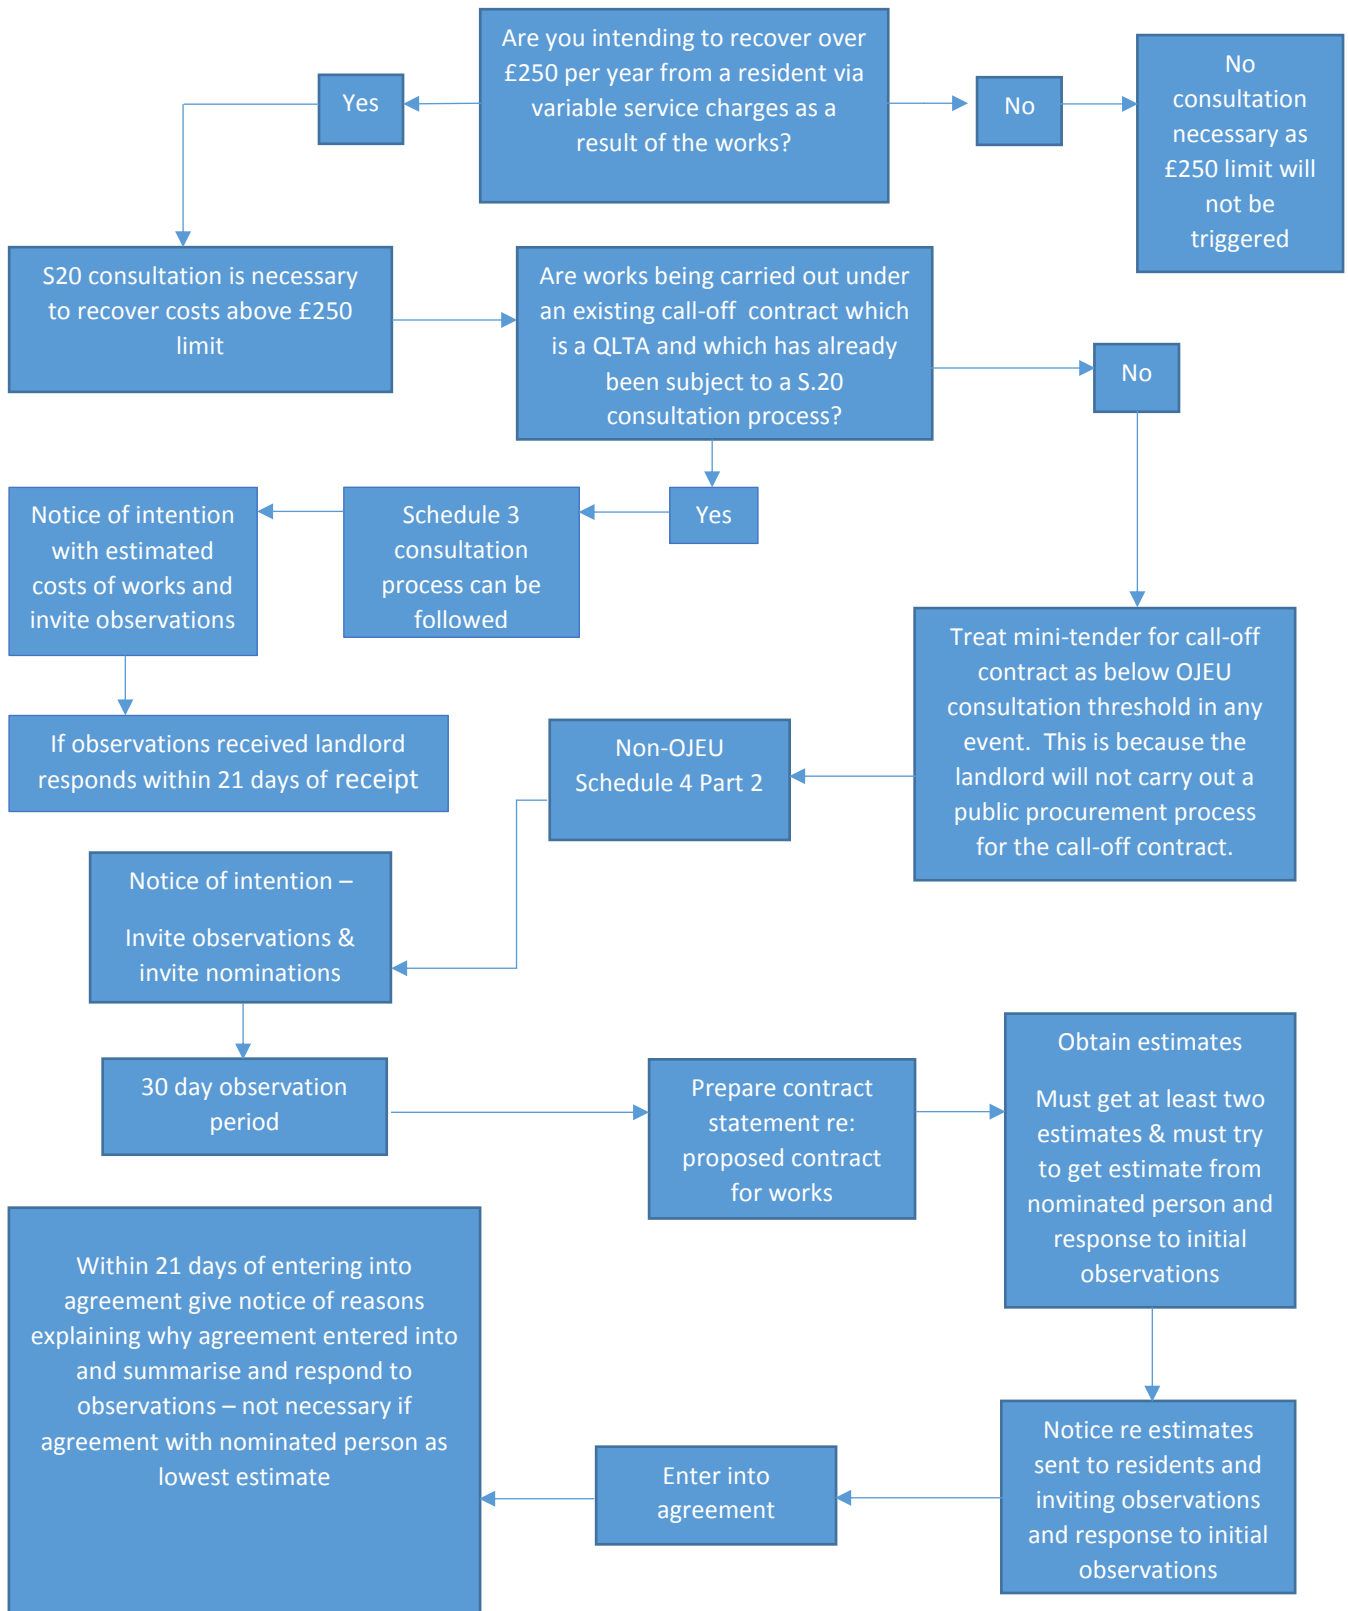 Are you intending to recover over
£250 per year from a resident via
variable service charges as a
result of the works?
Yes
No
No
consultation
necessary as
£250 limit will
not be
triggered
S20 consultation is necessary
to recover costs above £250
limit
Are works being carried out under
an existing call-off contract which
is a QLTA and which has already
been subject to a S.20
consultation process?
No
Yes
Schedule 3
consultation
process can be
followed
Notice of intention
with estimated
costs of works and
invite observations
If observations received landlord
responds within 21 days of receipt
Treat mini-tender for call-off
contract as below OJEU
consultation threshold in any
event. This is because the
landlord will not carry out a
public procurement process
for the call-off contract.
Non-OJEU
Schedule 4 Part 2
Notice of intention –
Invite observations &
invite nominations
30 day observation
period
Prepare contract
statement re:
proposed contract
for works
Obtain estimates
Must get at least two
estimates & must try
to get estimate from
nominated person and
response to initial
observations
Notice re estimates
sent to residents and
inviting observations
and response to initial
observations
Enter into
agreement
Within 21 days of entering into
agreement give notice of reasons
explaining why agreement entered into
and summarise and respond to
observations – not necessary if
agreement with nominated person as
lowest estimate